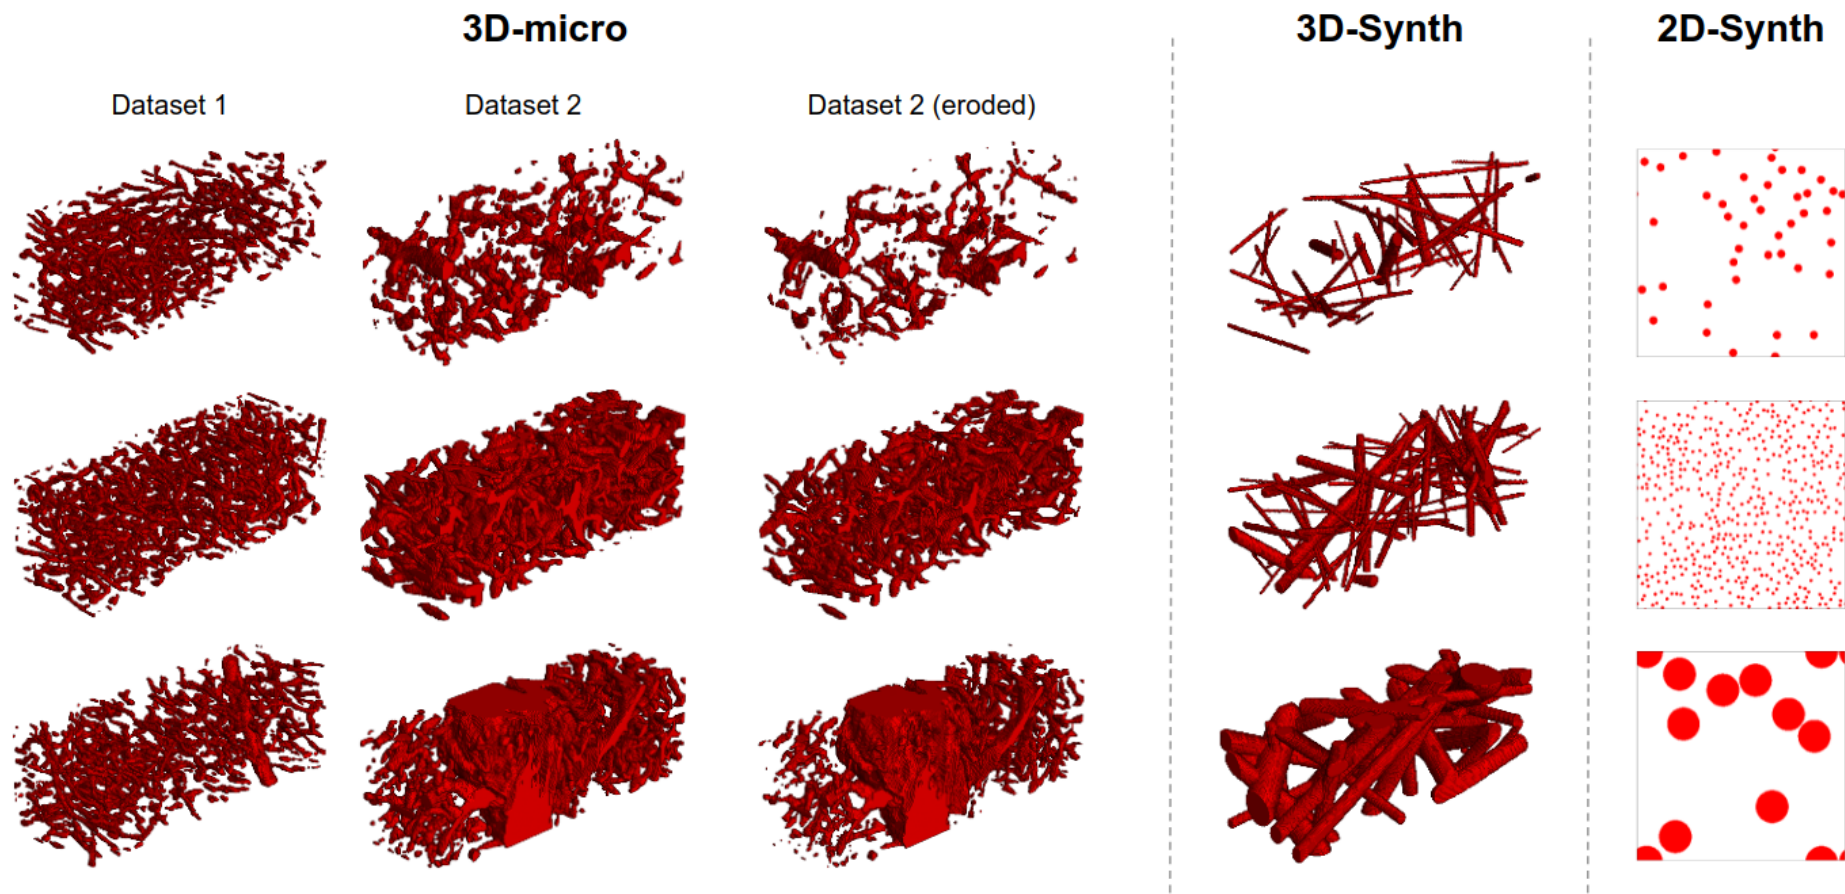 3D-micro
3D-Synth
2D-Synth
Dataset 1
Dataset 2
Dataset 2 (eroded)